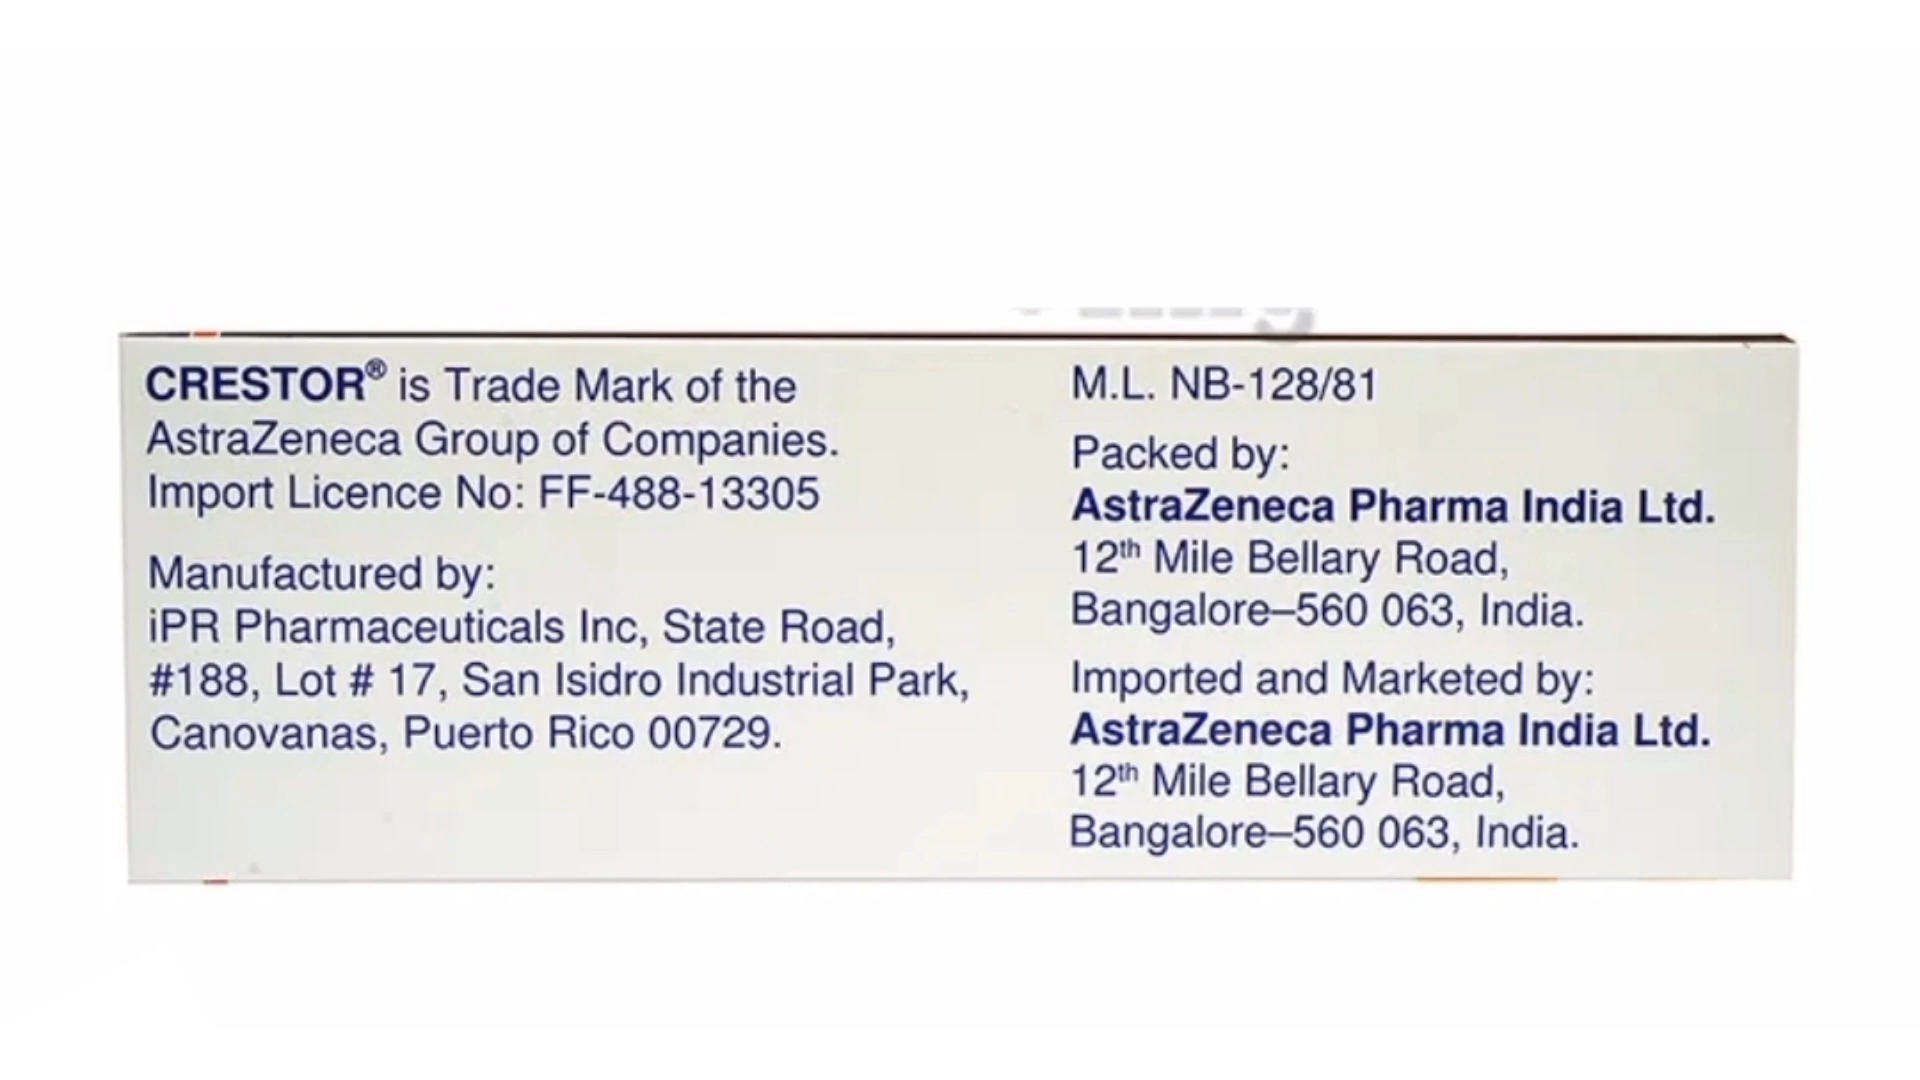 CRESTOR® is Trade Mark of the
AstraZeneca Group of Companies.
Import Licence No: FF-488-13305
Manufactured by:
iPR Pharmaceuticals Inc, State Road,
#188, Lot # 17, San Isidro Industrial Park,
Canovanas, Puerto Rico 00729.
M.L. NB-128/81
Packed by:
AstraZeneca Pharma India Ltd.
12th Mile Bellary Road,
Bangalore–560 063, India.
Imported and Marketed by:
AstraZeneca Pharma India Ltd.
12th Mile Bellary Road,
Bangalore–560 063, India.